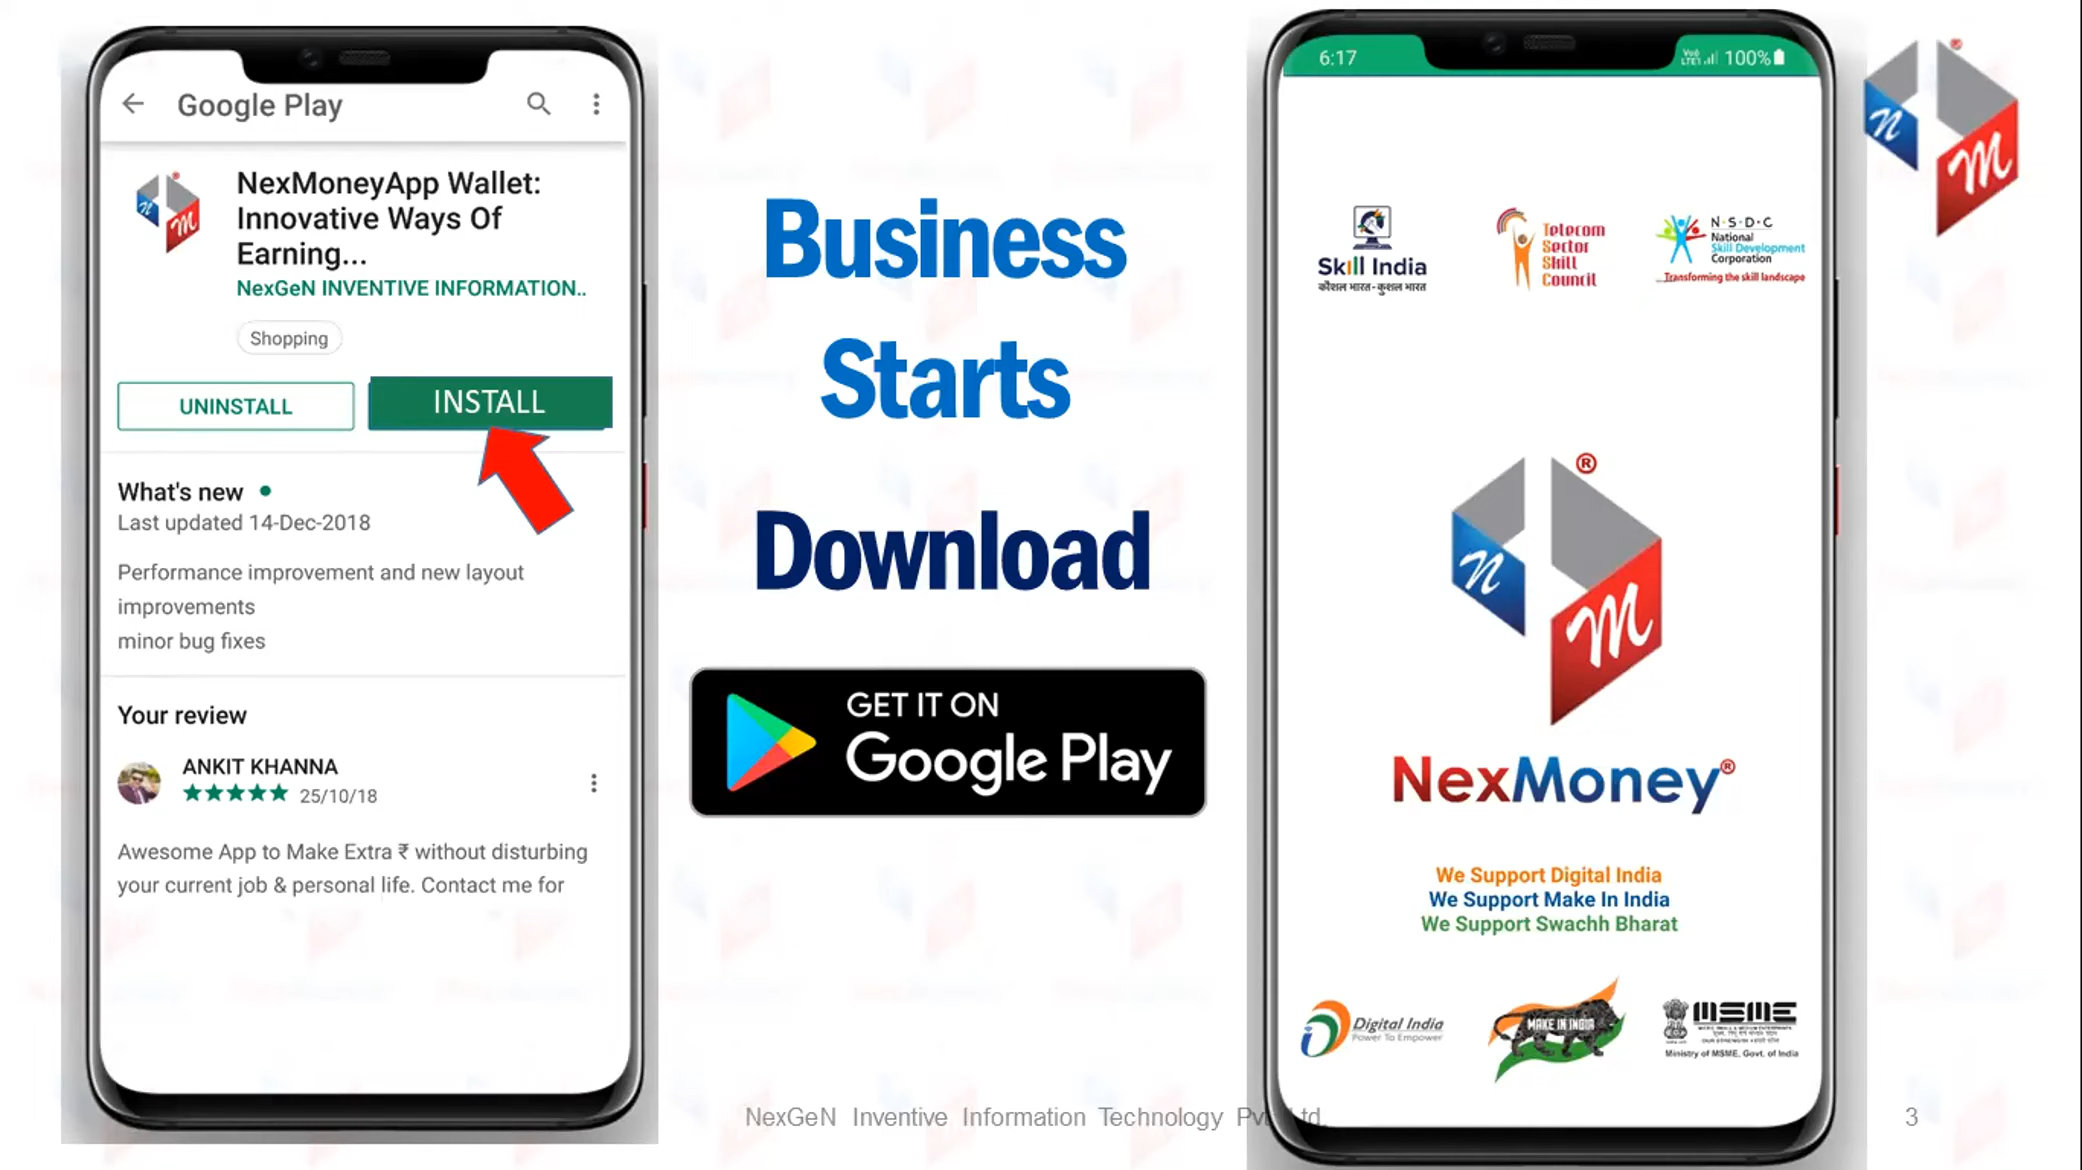 Google Play
NexMoneyApp Wallet:
Innovative Ways Of
Earning...
NexGeN INVENTIVE INFORMATION..
Shopping
UNINSTALL
INSTALL
What's new
Last updated 14-Dec-2018
Performance improvement and new layout
improvements
minor bug fixes
Your review
ANKIT KHANNA
25/10/18
Awesome App to Make Extra ₹ without disturbing
your current job & personal life. Contact me for
Business
Starts
Download
GET IT ON
Google Play
6:17
100%
Skill India
कौशल भारत-कुशल भारत
Telecom
Sector
Skill
Council
N·S·D·C
National
Skill Development
Corporation
Transforming the skill landscape
n
m
®
n
m
®
NexMoney®
We Support Digital India
We Support Make In India
We Support Swachh Bharat
Digital India
Power To Empower
MAKE IN INDIA
MSME
Ministry of MSME, Govt. of India
NexGeN Inventive Information Technology Pvt. Ltd.
3